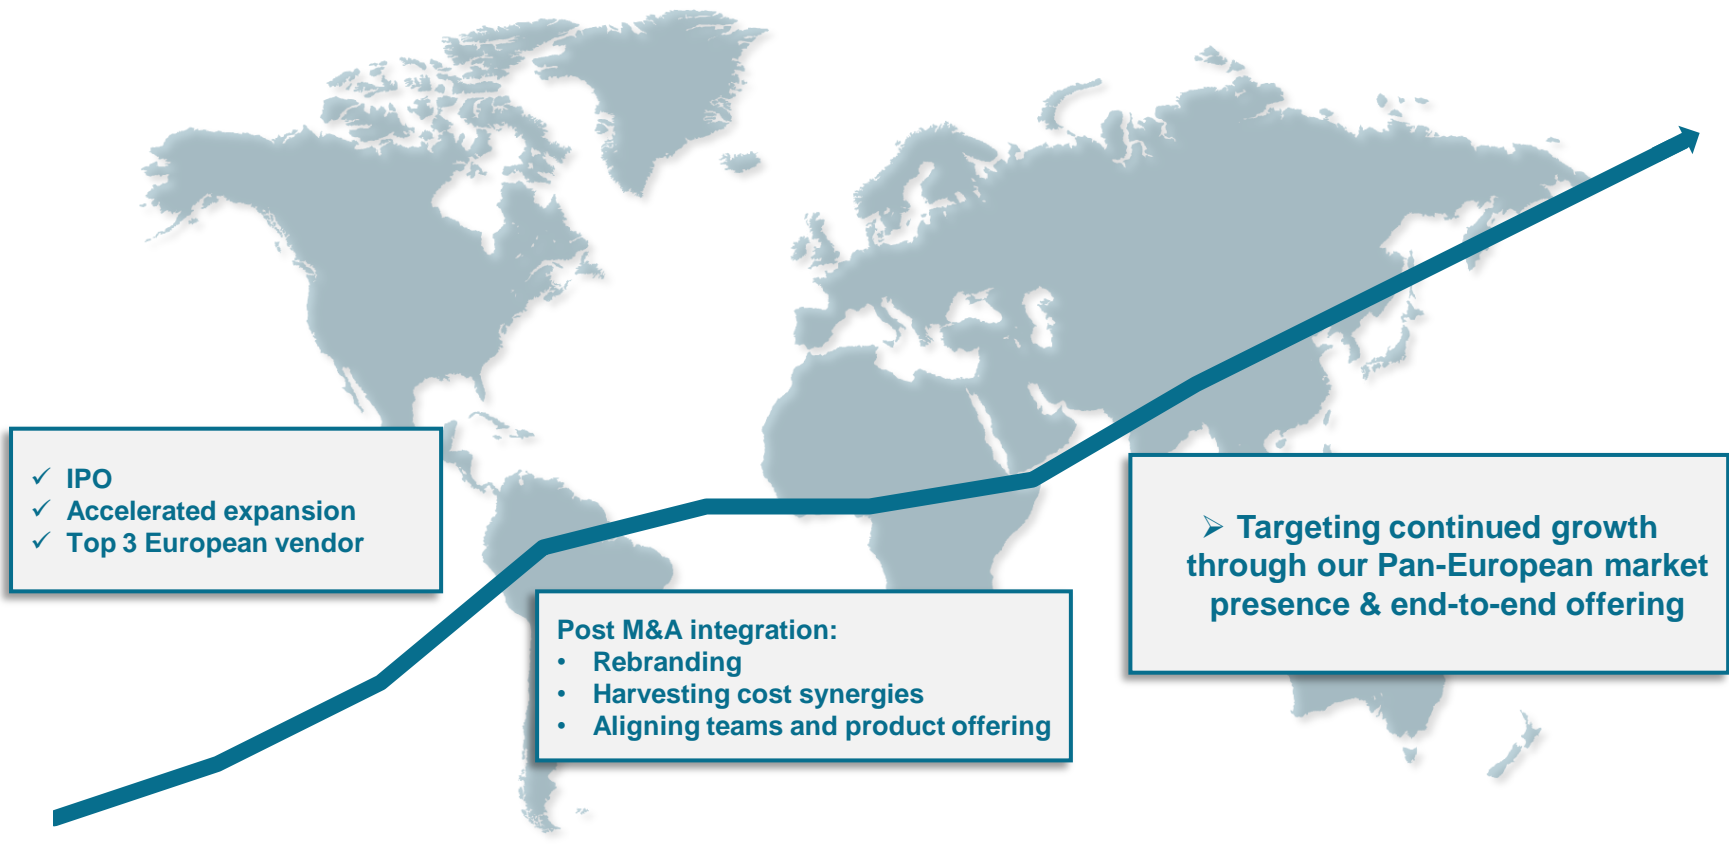 ✓ IPO
✓ Accelerated expansion
✓ Top 3 European vendor
Post M&A integration:
• Rebranding
• Harvesting cost synergies
• Aligning teams and product offering
➢ Targeting continued growth
through our Pan-European market
presence & end-to-end offering